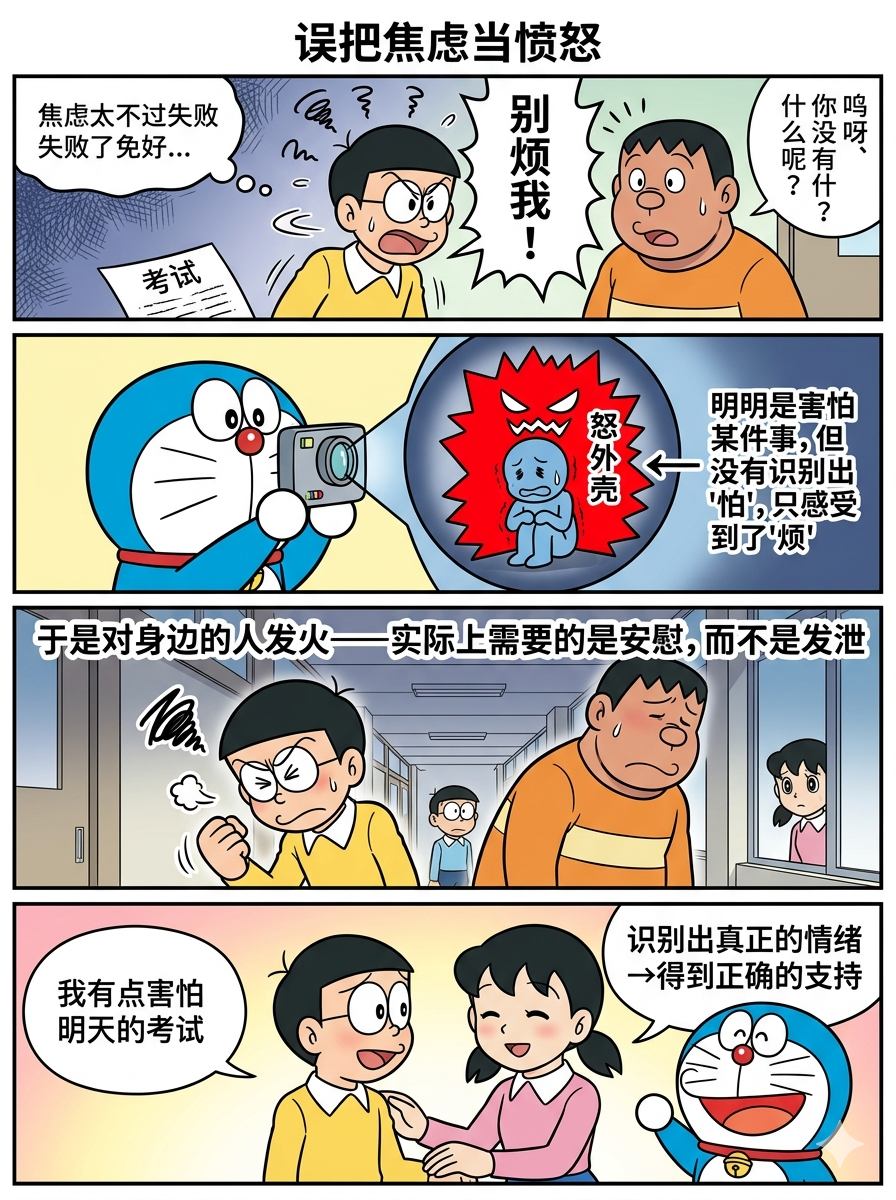 误把焦虑当愤怒
焦虑太不过失败
失败了免好...
考试
别烦我！
呜呀、
你没有什？
什么呢？
怒外壳
明明是害怕
某件事，但
没有识别出
'怕'，只感受
到了'烦'
于是对身边的人发火——实际上需要的是安慰，而不是发泄
我有点害怕
明天的考试
识别出真正的情绪
→得到正确的支持